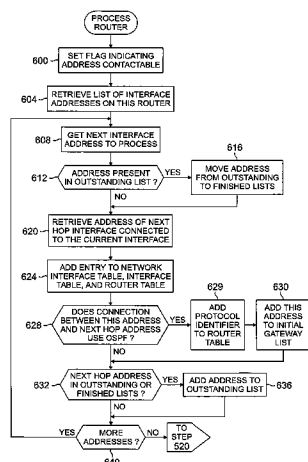 PROCESS
ROUTER
600
SET FLAG INDICATING
ADDRESS CONTACTABLE
604
RETRIEVE LIST OF INTERFACE
ADDRESSES ON THIS ROUTER
608
GET NEXT INTERFACE
ADDRESS TO PROCESS
612
ADDRESS PRESENT
IN OUTSTANDING LIST ?
YES
616
MOVE ADDRESS
FROM OUTSTANDING
TO FINISHED LISTS
NO
620
RETRIEVE ADDRESS OF NEXT
HOP INTERFACE CONNECTED
TO THE CURRENT INTERFACE
624
ADD ENTRY TO NETWORK
INTERFACE TABLE, INTERFACE
TABLE, AND ROUTER TABLE
628
DOES CONNECTION
BETWEEN THIS ADDRESS
AND NEXT HOP ADDRESS
USE OSPF ?
YES
629
ADD
PROTOCOL
IDENTIFIER
TO ROUTER
TABLE
630
ADD THIS
ADDRESS
TO INITIAL
GATEWAY
LIST
NO
632
NEXT HOP ADDRESS
IN OUTSTANDING OR
FINISHED LISTS ?
YES
ADD ADDRESS TO
OUTSTANDING LIST
636
NO
YES
MORE
ADDRESSES ?
NO
TO
STEP
520
640